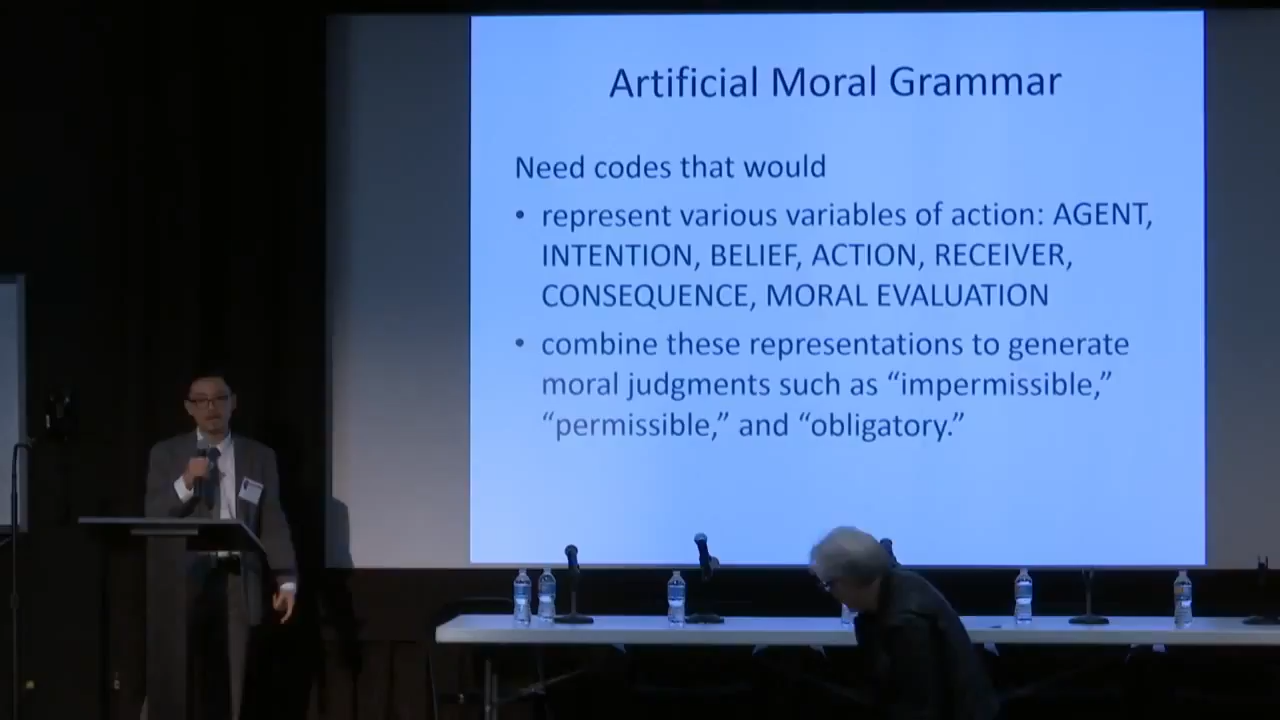 Artificial Moral Grammar
Need codes that would
• represent various variables of action: AGENT,
INTENTION, BELIEF, ACTION, RECEIVER,
CONSEQUENCE, MORAL EVALUATION
• combine these representations to generate
moral judgments such as “impermissible,”
“permissible,” and “obligatory.”